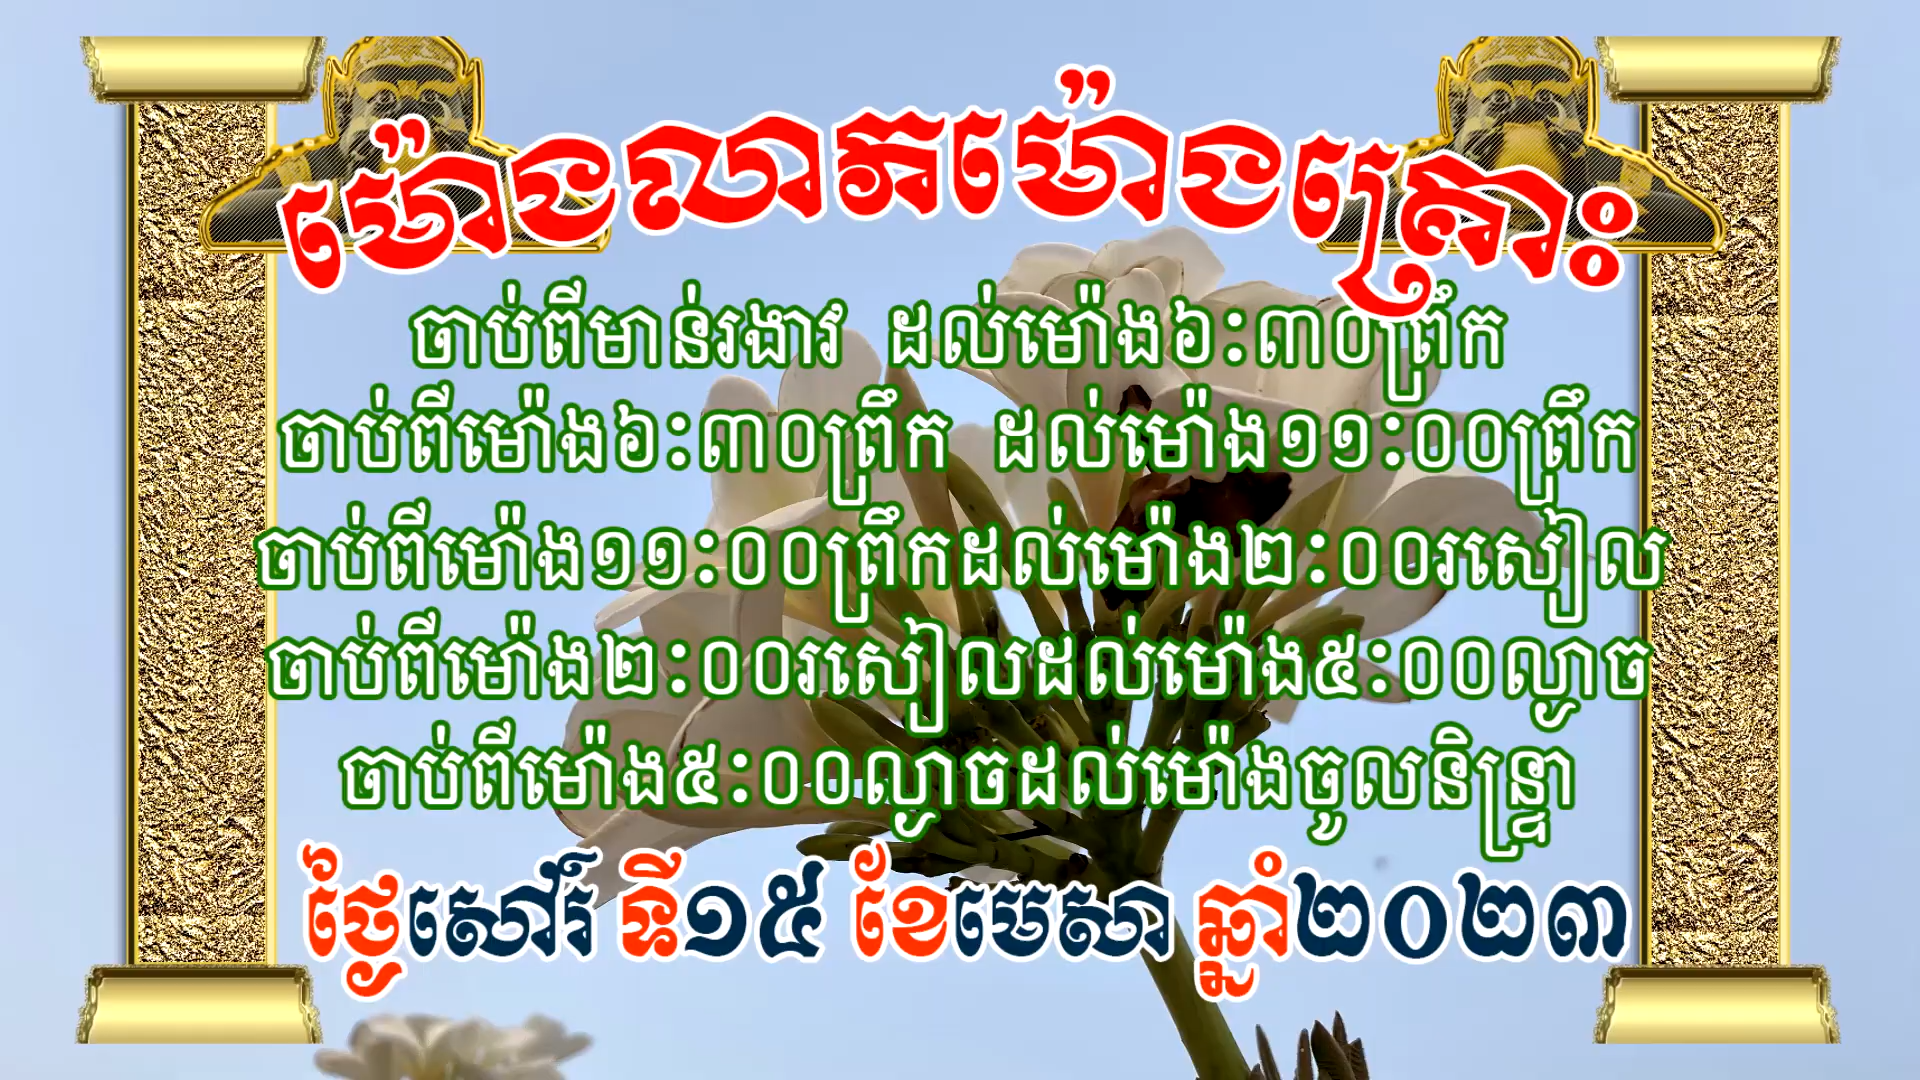 ម៉ោងលាភម៉ោងគ្រោះ
ចាប់ពីមាន់រងាវ ដល់ម៉ោង៦:៣០ព្រឹក
ចាប់ពីម៉ោង៦:៣០ព្រឹក ដល់ម៉ោង១១:០០ព្រឹក
ចាប់ពីម៉ោង១១:០០ព្រឹកដល់ម៉ោង២:០០រសៀល
ចាប់ពីម៉ោង២:០០រសៀលដល់ម៉ោង៥:០០ល្ងាច
ចាប់ពីម៉ោង៥:០០ល្ងាចដល់ម៉ោងចូលនិន្ទ្រា
ថ្ងៃសៅរ៍ ទី១៥ ខែមេសា ឆ្នាំ២០២៣